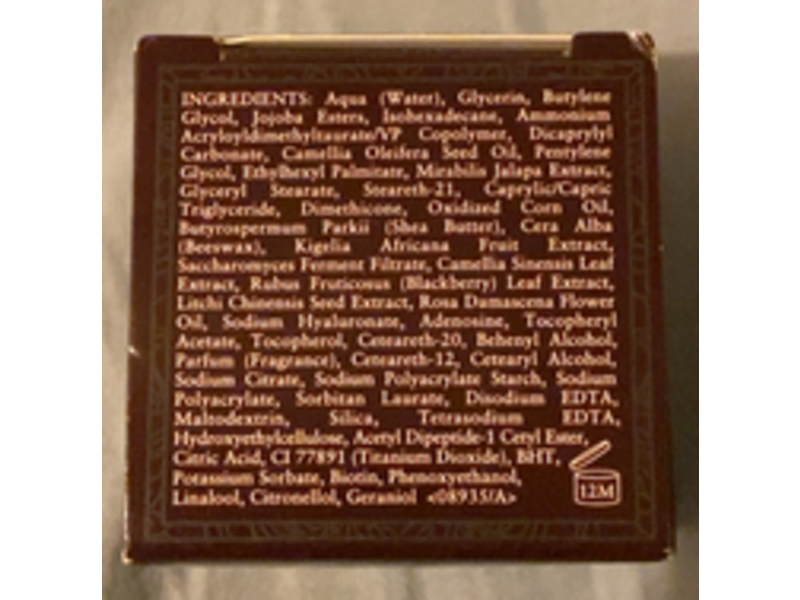 INGREDIENTS: Aqua (Water), Glycerin, Butylene
Glycol, Jojoba Esters, Isohexadecane, Ammonium
Acryloyldimethyltaurate/VP Copolymer, Dicaprylyl
Carbonate, Camellia Oleifera Seed Oil, Pentylene
Glycol, Ethylhexyl Palmitate, Mirabilis Jalapa Extract,
Glyceryl Stearate, Steareth-21, Caprylic/Capric
Triglyceride, Dimethicone, Oxidized Corn Oil,
Butyrospermum Parkii (Shea Butter), Cera Alba
(Beeswax), Kigelia Africana Fruit Extract,
Saccharomyces Ferment Filtrate, Camellia Sinensis Leaf
Extract, Rubus Fruticosus (Blackberry) Leaf Extract,
Litchi Chinensis Seed Extract, Rosa Damascena Flower
Oil, Sodium Hyaluronate, Adenosine, Tocopheryl
Acetate, Tocopherol, Ceteareth-20, Behenyl Alcohol,
Parfum (Fragrance), Ceteareth-12, Cetearyl Alcohol,
Sodium Citrate, Sodium Polyacrylate Starch, Sodium
Polyacrylate, Sorbitan Laurate, Disodium EDTA,
Maltodextrin, Silica, Tetrasodium EDTA,
Hydroxyethylcellulose, Acetyl Dipeptide-1 Cetyl Ester,
Citric Acid, CI 77891 (Titanium Dioxide), BHT,
Potassium Sorbate, Biotin, Phenoxyethanol,
Linalool, Citronellol, Geraniol <08935/A>
12M